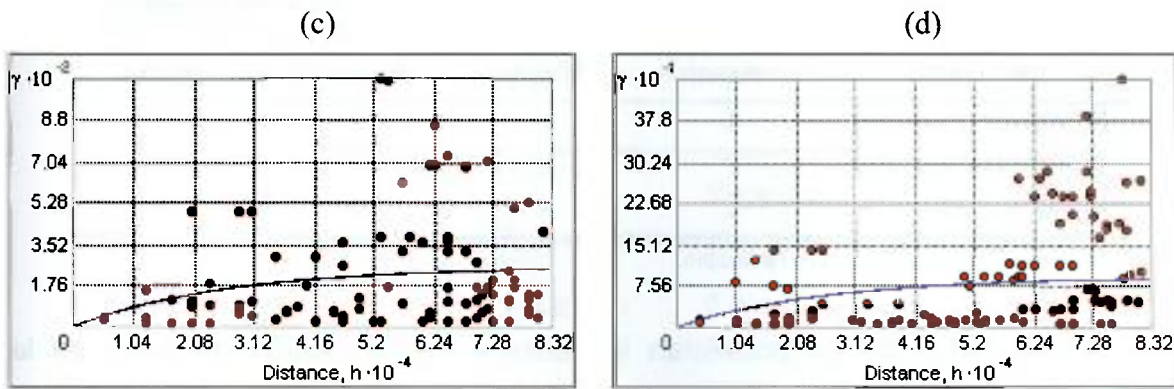 (c)
(d)
γ·10⁻²
8.8
7.04
5.28
3.52
1.76
0
1.04 2.08 3.12 4.16 5.2 6.24 7.28 8.32
Distance, h·10⁻⁴
γ·10⁻¹
37.8
30.24
22.68
15.12
7.56
0
1.04 2.08 3.12 4.16 5.2 6.24 7.28 8.32
Distance, h·10⁻⁴